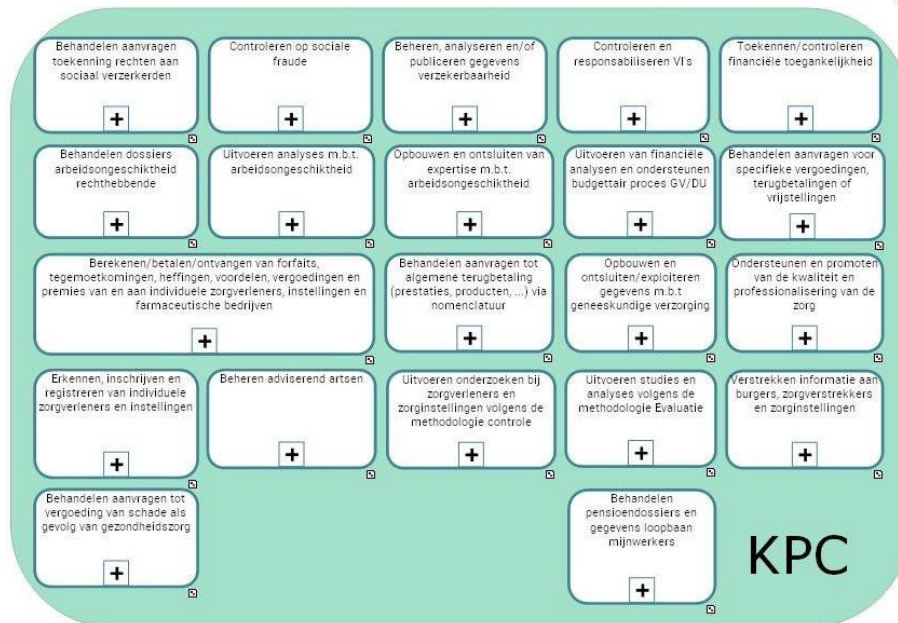 Behandelen aanvragen
toekenning rechten aan
sociaal verzerkerden
Controleren op sociale
fraude
Beheren, analyseren en/of
publiceren gegevens
verzekerbaarheid
Controleren en
responsabiliseren VI's
Toekennen/controleren
financiële toegankelijkheid
Behandelen dossiers
arbeidsongeschiktheid
rechthebbende
Uitvoeren analyses m.b.t.
arbeidsongeschiktheid
Opbouwen en ontsluiten van
expertise m.b.t.
arbeidsongeschiktheid
Uitvoeren van financiële
analysen en ondersteunen
budgettair proces GV/DU
Behandelen aanvragen voor
specifieke vergoedingen,
terugbetalingen of
vrijstellingen
Berekenen/betalen/ontvangen van forfaits,
tegemoetkomingen, heffingen, voordelen, vergoedingen en
premies van en aan individuele zorgverleners, instellingen en
farmaceutische bedrijven
Behandelen aanvragen tot
algemene terugbetaling
(prestaties, producten, ...) via
nomenclatuur
Opbouwen en
ontsluiten/exploiteren
gegevens m.b.t
geneeskundige verzorging
Ondersteunen en promoten
van de kwaliteit en
professionalisering van de
zorg
Erkennen, inschrijven en
registreren van individuele
zorgverleners en instellingen
Beheren adviserend artsen
Uitvoeren onderzoeken bij
zorgverleners en
zorginstellingen volgens de
methodologie controle
Uitvoeren studies en
analyses volgens de
methodologie Evaluatie
Verstrekken informatie aan
burgers, zorgverstrekkers
en zorginstellingen
Behandelen aanvragen tot
vergoeding van schade als
gevolg van gezondheidszorg
Behandelen
pensioendossiers en
gegevens loopbaan
mijnwerkers
KPC